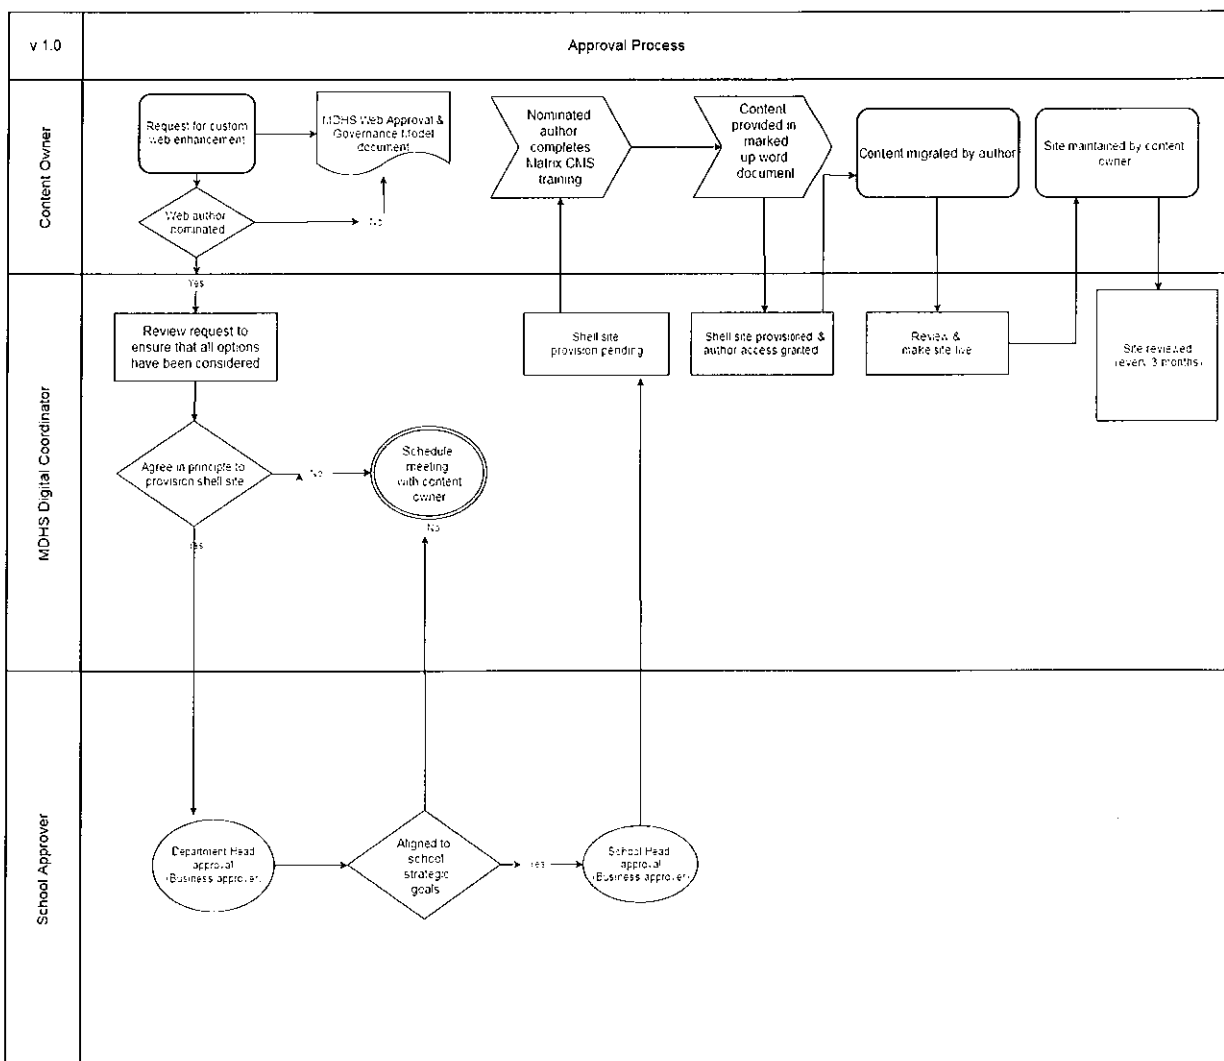 v 1.0
Approval Process
Content Owner
Request for custom
web enhancement
MDHS Web Approval &
Governance Model
document
Web author
nominated
No
Nominated
author
completes
Matrix CMS
training
Content
provided in
marked
up word
document
Content migrated by author
Site maintained by content
owner
MDHS Digital Coordinator
Yes
Review request to
ensure that all options
have been considered
Shell site
provision pending
Shell site provisioned &
author access granted
Review &
make site live
Site reviewed
(every 3 months)
Agree in principle to
provision shell site
No
Schedule
meeting
with content
owner
No
Yes
School Approver
Department Head
approval
(Business approver)
Aligned to
school
strategic
goals
Yes
School Head
approval
(Business approver)